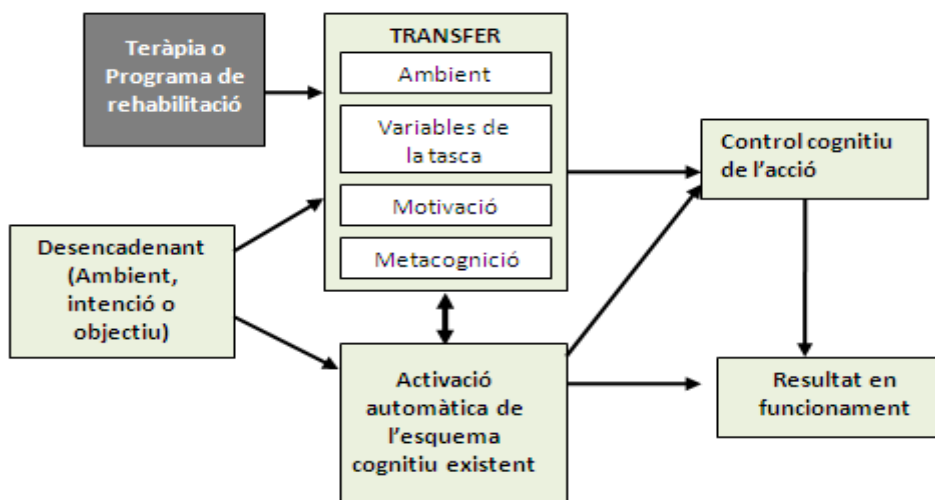 Teràpia o
Programa de
rehabilitació
TRANSFER
Ambient
Variables de
la tasca
Motivació
Metacognició
Control cognitiu
de l’acció
Desencadenant
(Ambient,
intenció o
objectiu)
Activació
automàtica de
l’esquema
cognitiu existent
Resultat en
funcionament